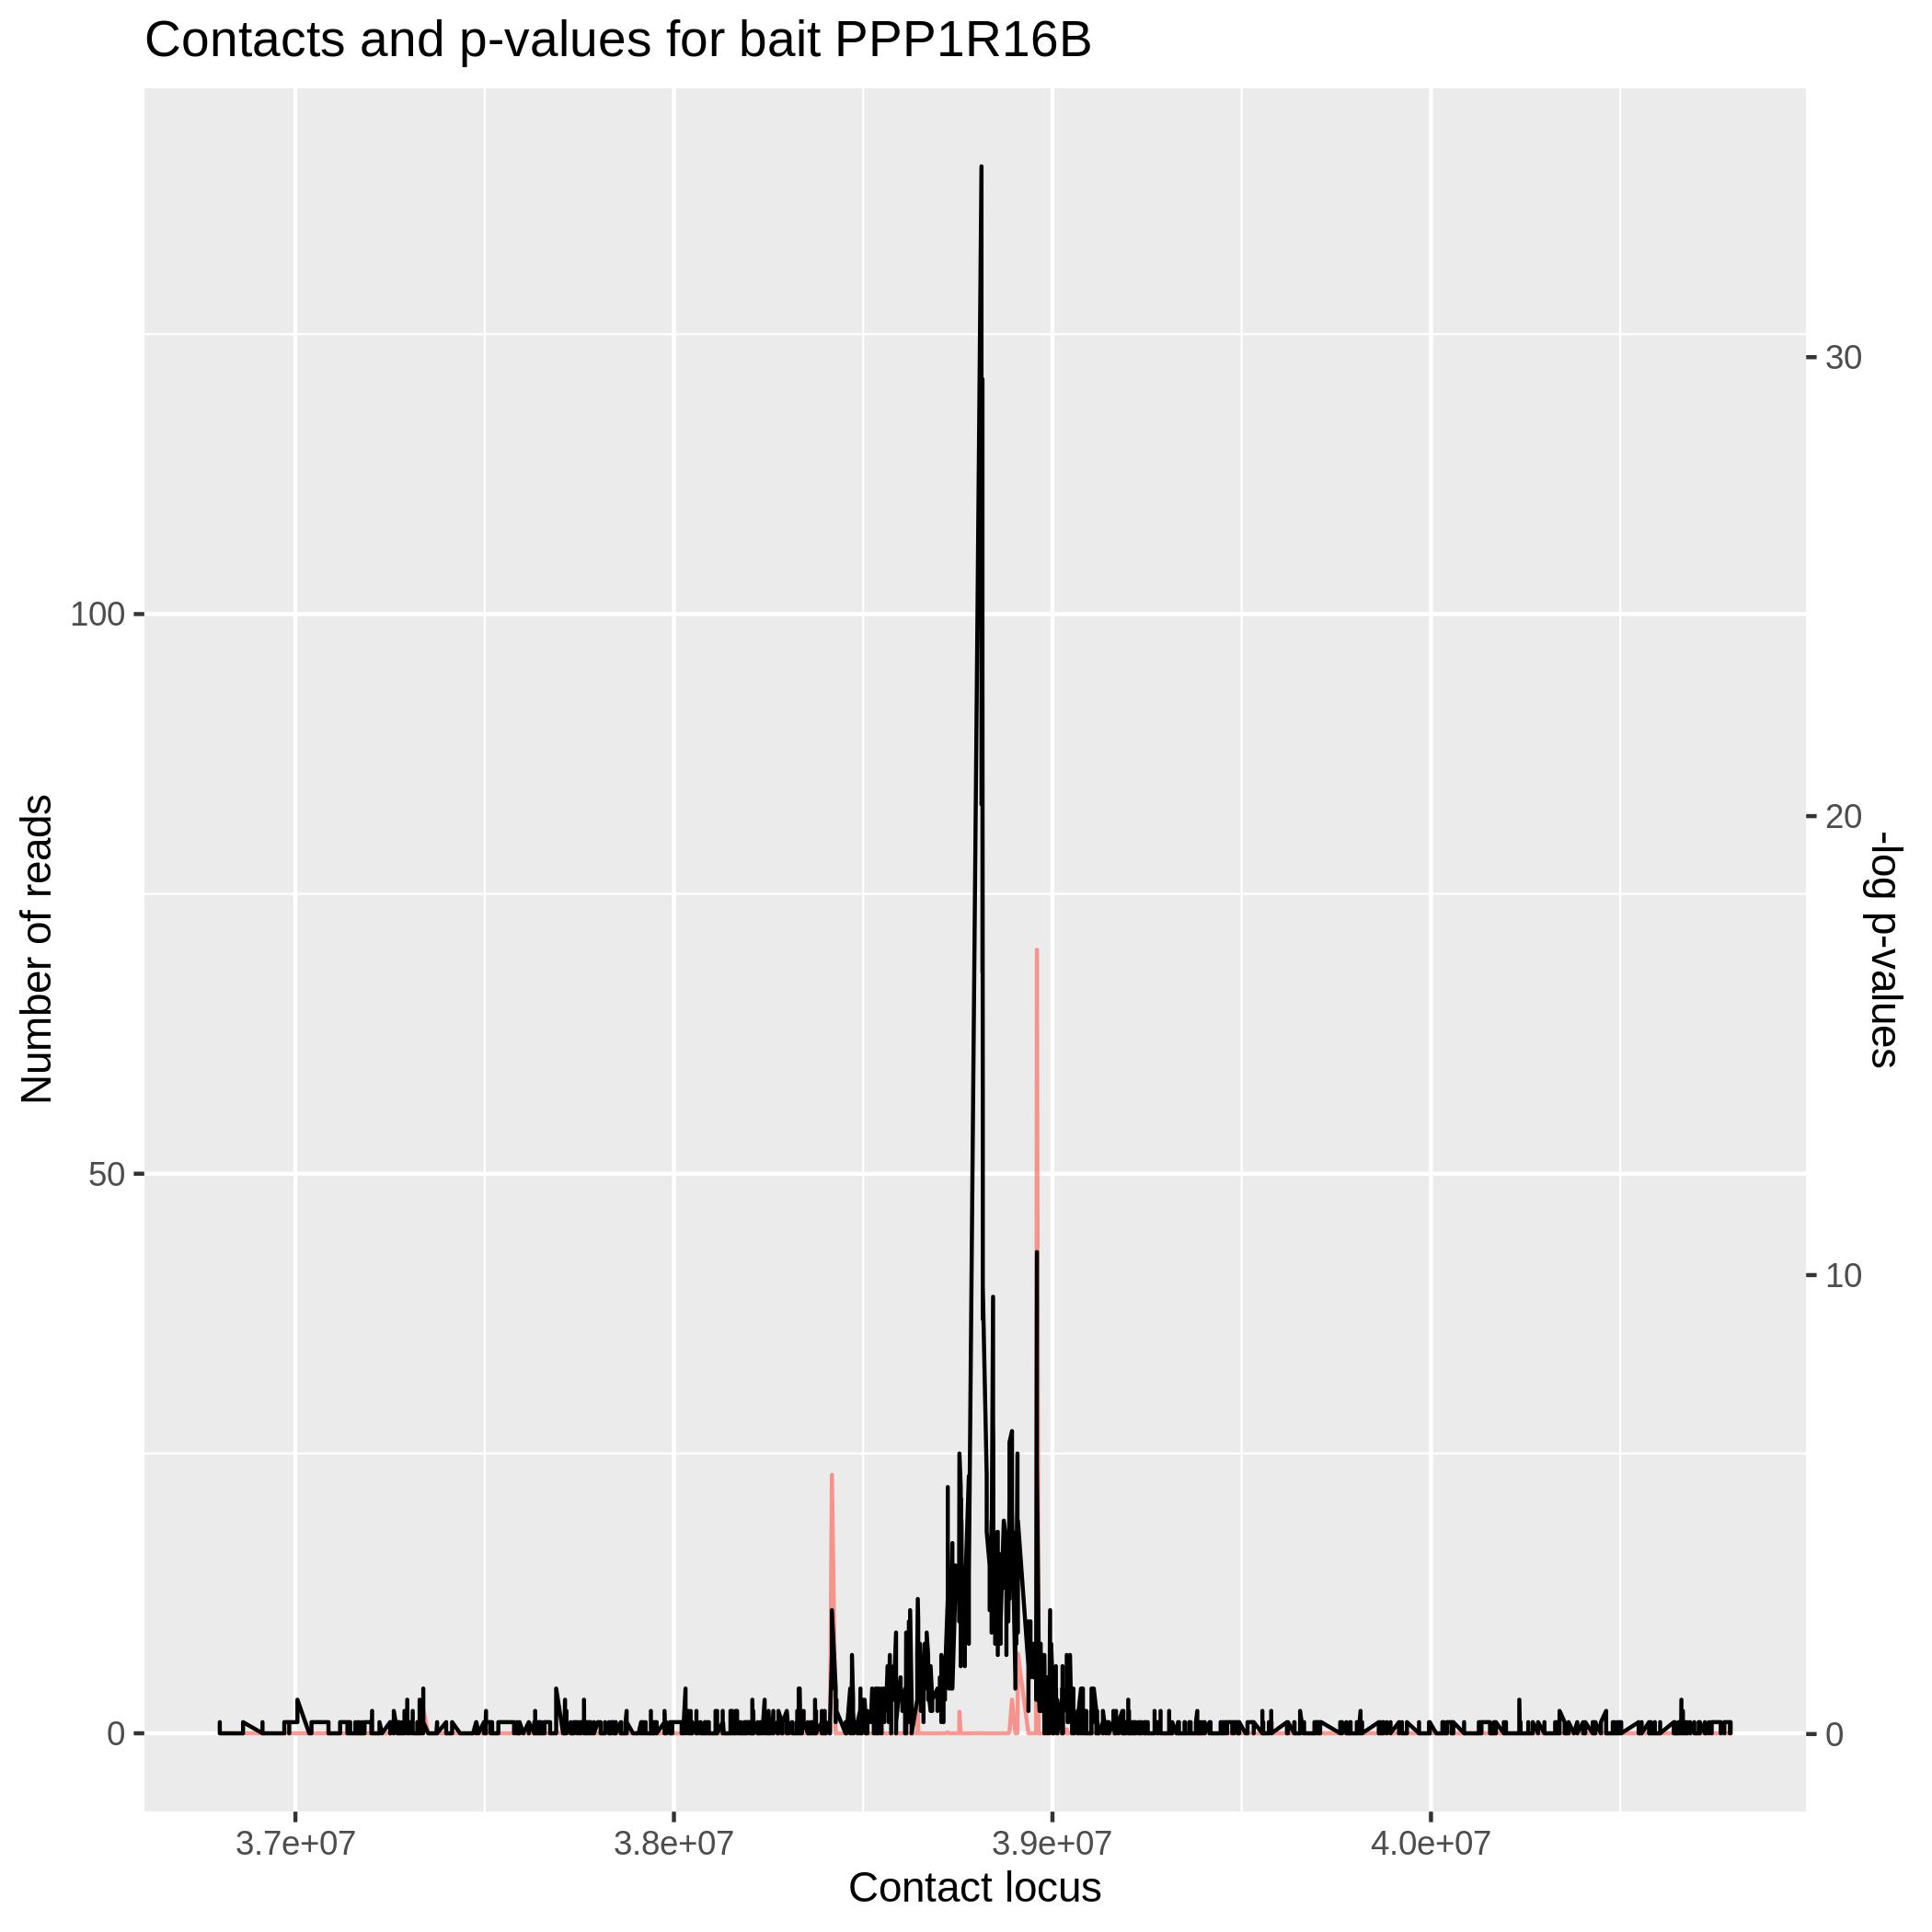 Contacts and p-values for bait PPP1R16B
Number of reads
100
50
0
30
20
10
0
-log p-values
3.7e+07
3.8e+07
3.9e+07
4.0e+07
Contact locus